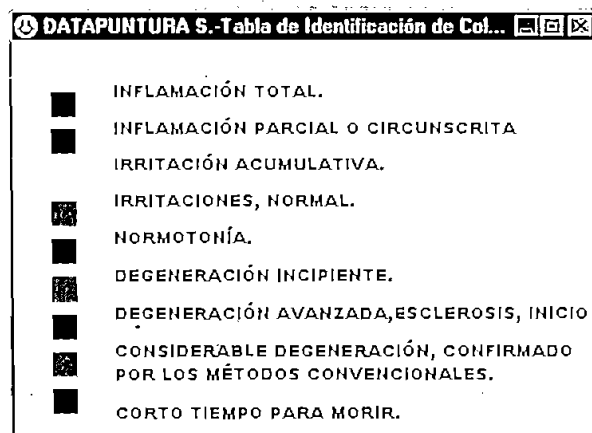 DATAPUNTURA S.-Tabla de Identificación de Col...
INFLAMACIÓN TOTAL.
INFLAMACIÓN PARCIAL O CIRCUNSCRITA
IRRITACIÓN ACUMULATIVA.
IRRITACIONES, NORMAL.
NORMOTONÍA.
DEGENERACIÓN INCIPIENTE.
DEGENERACIÓN AVANZADA,ESCLEROSIS, INICIO
CONSIDERABLE DEGENERACIÓN, CONFIRMADO
POR LOS MÉTODOS CONVENCIONALES.
CORTO TIEMPO PARA MORIR.